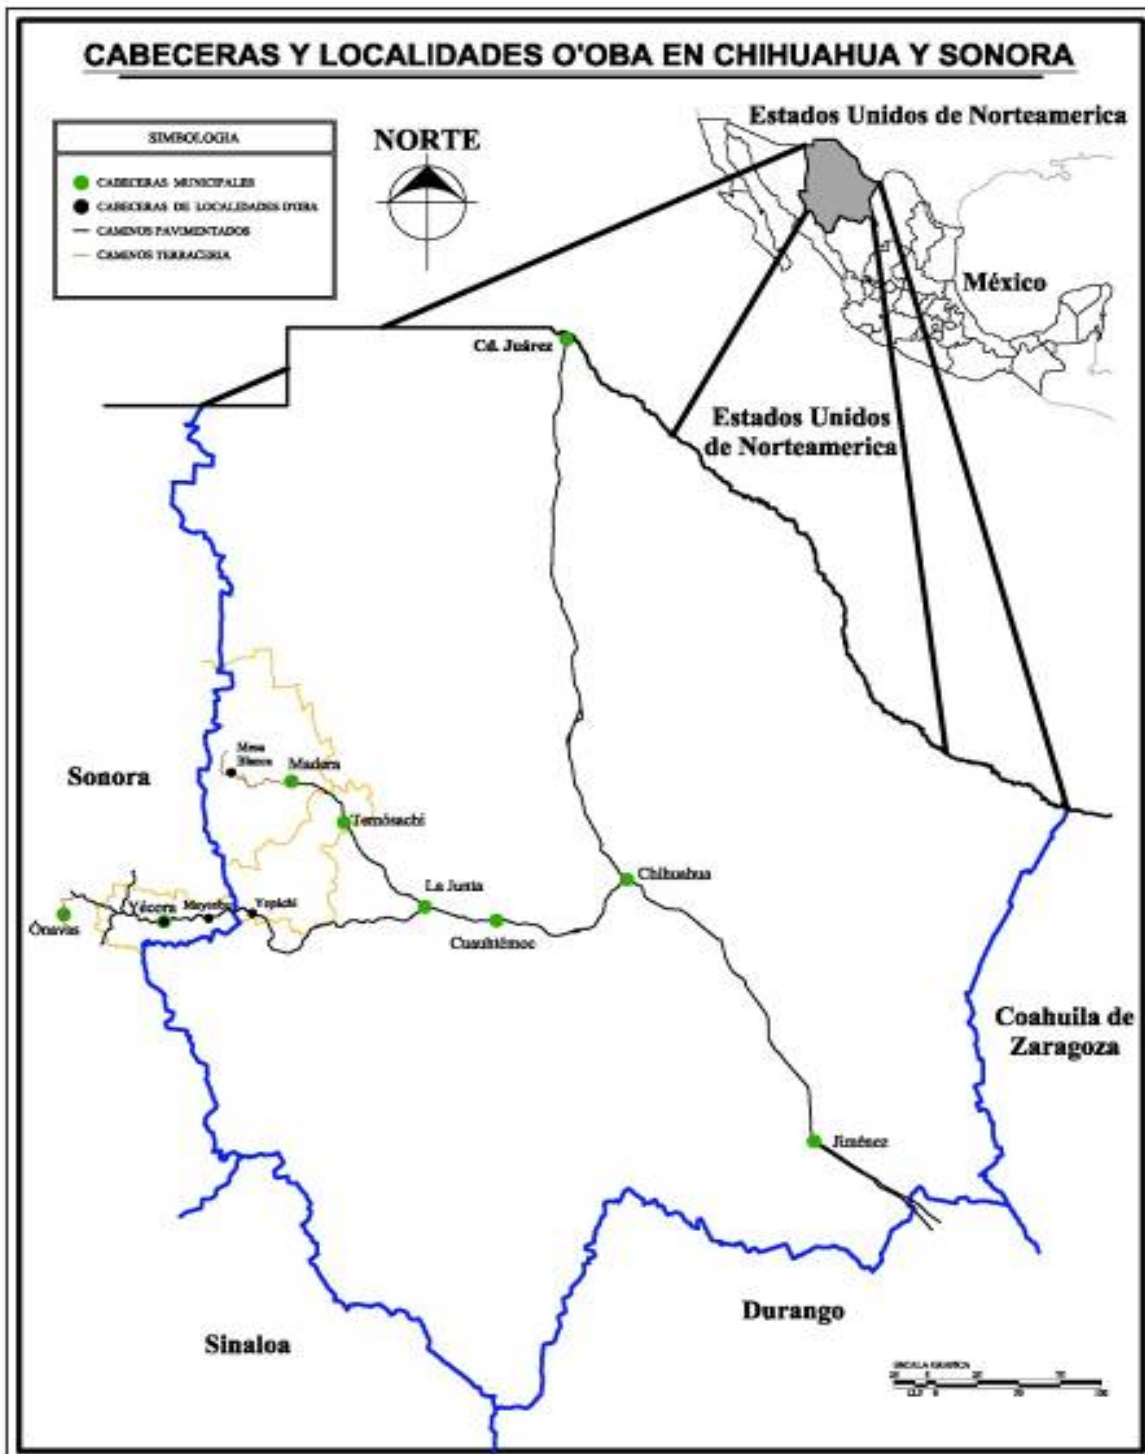 CABECERAS Y LOCALIDADES O'OBA EN CHIHUAHUA Y SONORA
Estados Unidos de Norteamerica
SIMBOLOGIA
NORTE
CABECERAS MUNICIPALES
CABECERAS DE LOCALIDADES O'OBA
CAMINOS PAVIMENTADOS
CAMINOS TERRACERIA
México
Cd. Juárez
Estados Unidos
de Norteamerica
Mesa
Blanca
Madera
Sonora
Temósachi
Chihuahua
La Junta
Yepáchi
Yécora
Ónavas
Cuauhtémoc
Coahuila de
Zaragoza
Jiménez
Durango
Sinaloa
ESCALA GRAFICA